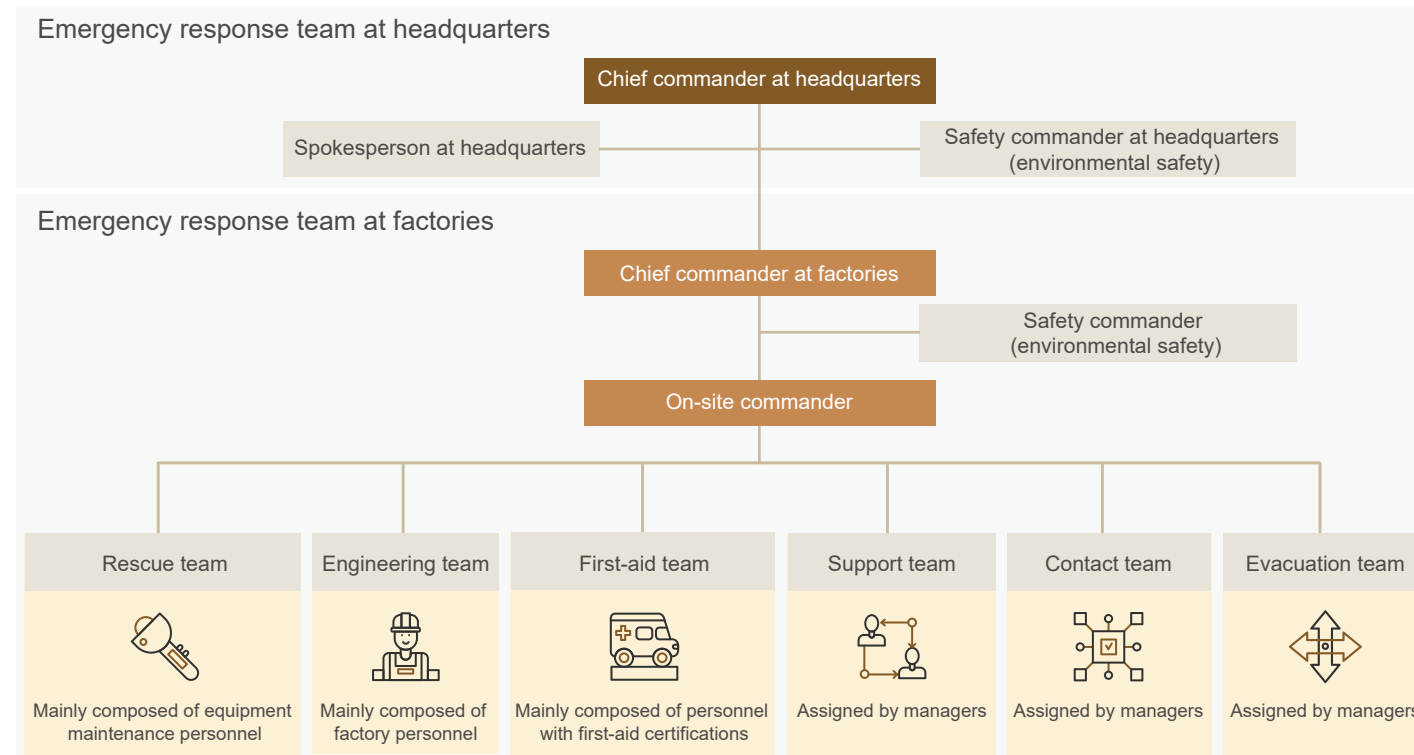 Emergency response team at headquarters
Chief commander at headquarters
Spokesperson at headquarters
Safety commander at headquarters
(environmental safety)
Emergency response team at factories
Chief commander at factories
Safety commander
(environmental safety)
On-site commander
Rescue team
Engineering team
First-aid team
Support team
Contact team
Evacuation team
Mainly composed of equipment
maintenance personnel
Mainly composed of
factory personnel
Mainly composed of personnel
with first-aid certifications
Assigned by managers
Assigned by managers
Assigned by managers